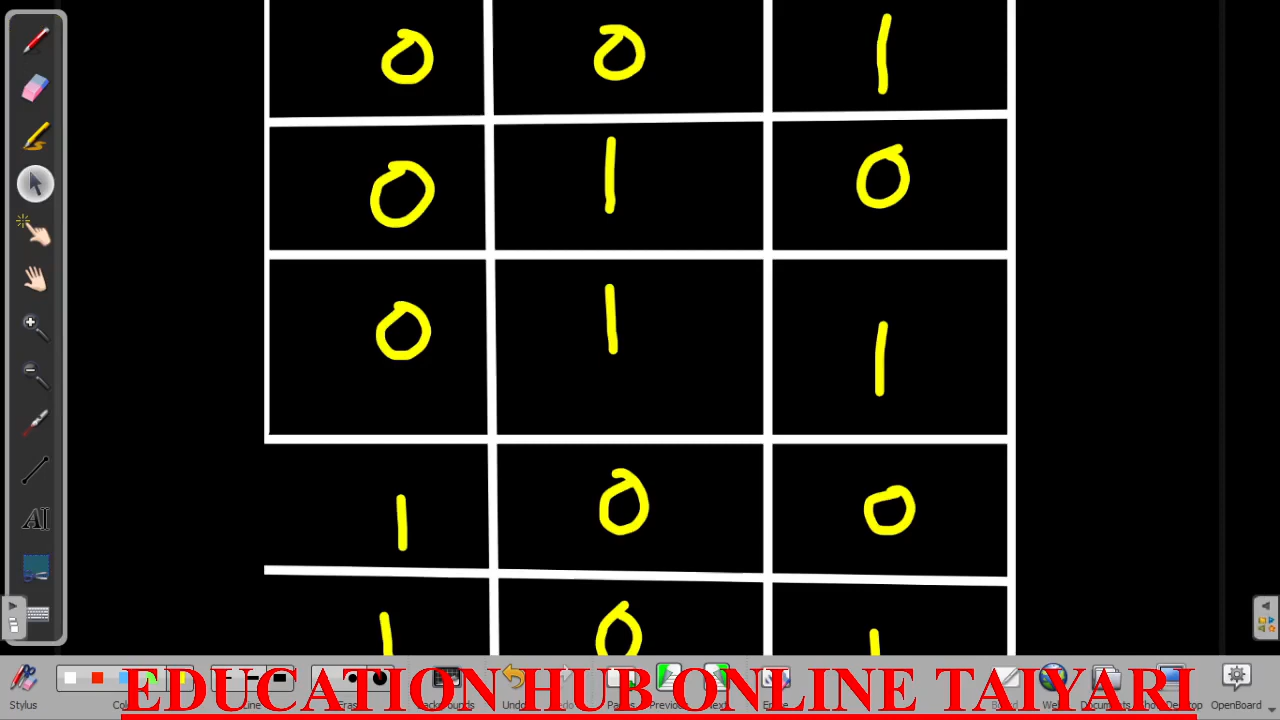 0 0 1
0 1 0
0 1 1
1 0 0
1 0 1
EDUCATION HUB ONLINE TAIYARI
Stylus
OpenBoard